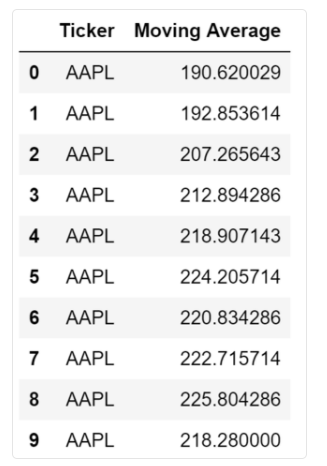 Ticker Moving Average
0 AAPL 190.620029
1 AAPL 192.853614
2 AAPL 207.265643
3 AAPL 212.894286
4 AAPL 218.907143
5 AAPL 224.205714
6 AAPL 220.834286
7 AAPL 222.715714
8 AAPL 225.804286
9 AAPL 218.280000